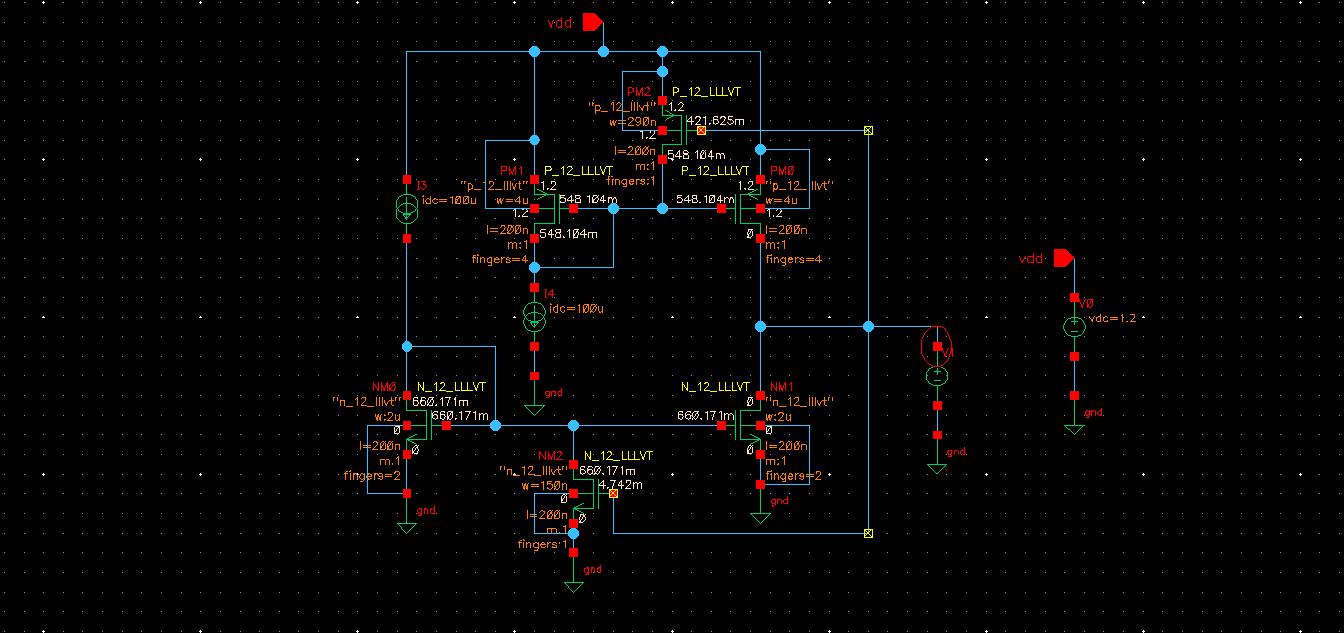 vdd
PM2 P_12_LLLVT
"p_12_lllvt" 1.2
w=290n 421.625m
1.2
l=200n 548.104m
m:1
fingers:1
PM1 P_12_LLLVT
"p_12_lllvt" 1.2
w=4u 548.104m
1.2
l=200n 548.104m
m:1
fingers=4
P_12_LLLVT PM0
1.2 "p_12_lllvt"
548.104m w=4u
1.2
l=200n
0 m:1
fingers=4
I3
idc=100u
I4
idc=100u
gnd
vdd
V0
vdc=1.2
gnd
V1
gnd
NM0 N_12_LLLVT
"n_12_lllvt" 660.171m
w:2u 660.171m
0
l=200n 0
m:1
fingers=2
gnd
N_12_LLLVT NM1
0 "n_12_lllvt"
660.171m w:2u
0
0 l=200n
m:1
fingers=2
gnd
NM2 N_12_LLLVT
"n_12_lllvt" 660.171m
w=150n 4.742m
0
l=200n 0
m:1
fingers:1
gnd